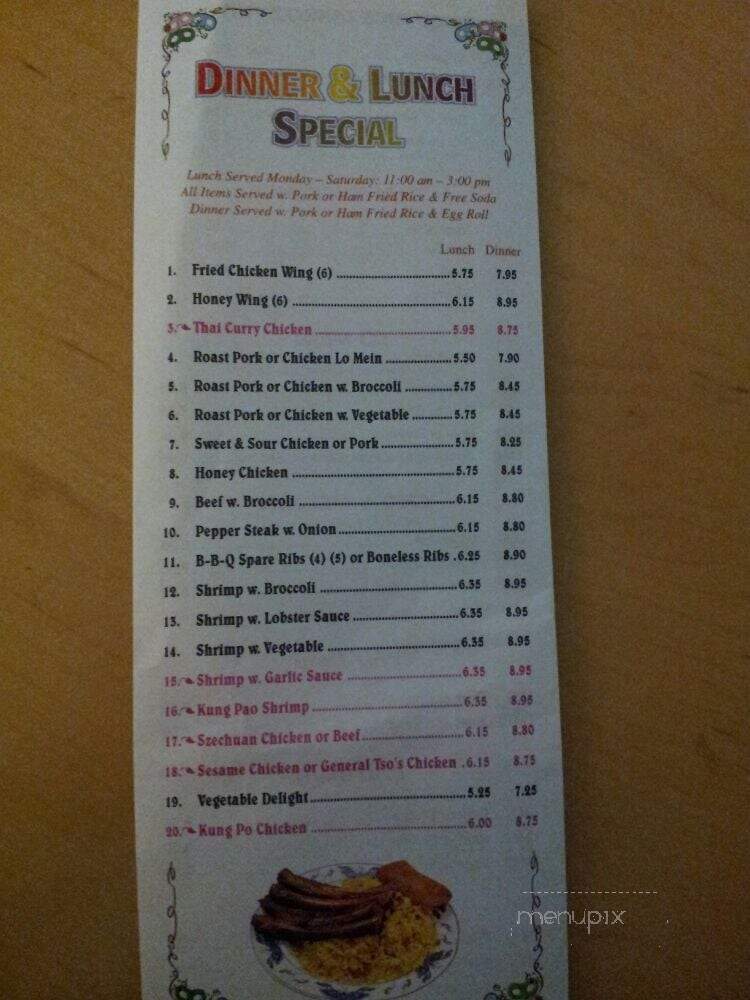 DINNER & LUNCH
SPECIAL
Lunch Served Monday – Saturday: 11:00 am – 3:00 pm
All Items Served w. Pork or Ham Fried Rice & Free Soda
Dinner Served w. Pork or Ham Fried Rice & Egg Roll
Lunch Dinner
1. Fried Chicken Wing (6) 5.75 7.95
2. Honey Wing (6) 6.15 8.95
3. Thai Curry Chicken 5.95 8.75
4. Roast Pork or Chicken Lo Mein 5.50 7.90
5. Roast Pork or Chicken w. Broccoli 5.75 8.45
6. Roast Pork or Chicken w. Vegetable 5.75 8.45
7. Sweet & Sour Chicken or Pork 5.75 8.25
8. Honey Chicken 5.75 8.45
9. Beef w. Broccoli 6.15 8.80
10. Pepper Steak w. Onion 6.15 8.80
11. B-B-Q Spare Ribs (4) (5) or Boneless Ribs .6.25 8.90
12. Shrimp w. Broccoli 6.35 8.95
13. Shrimp w. Lobster Sauce 6.35 8.95
14. Shrimp w. Vegetable 6.35 8.95
15. Shrimp w. Garlic Sauce 6.35 8.95
16. Kung Pao Shrimp 6.35 8.95
17. Szechuan Chicken or Beef 6.15 8.80
18. Sesame Chicken or General Tso's Chicken .6.15 8.75
19. Vegetable Delight 5.25 7.25
20. Kung Po Chicken 6.00 8.75
menupix